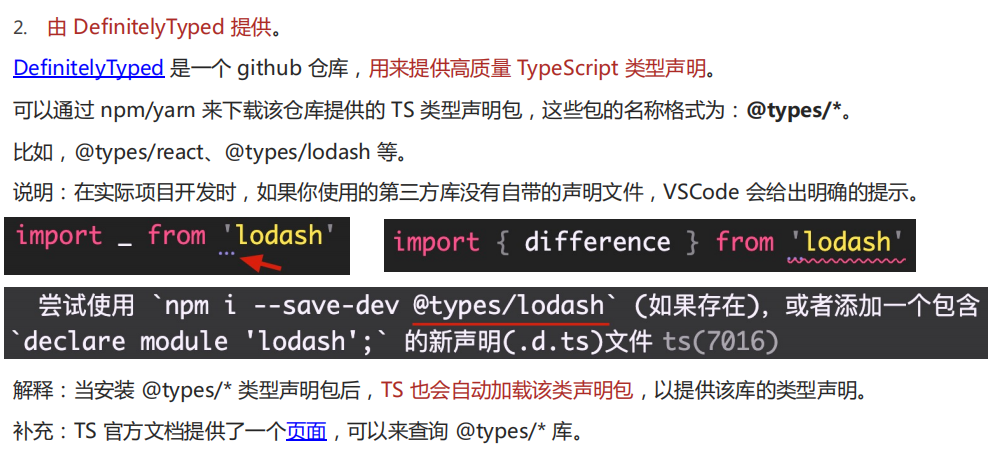 2. 由 DefinitelyTyped 提供。
DefinitelyTyped 是一个 github 仓库，用来提供高质量 TypeScript 类型声明。
可以通过 npm/yarn 来下载该仓库提供的 TS 类型声明包，这些包的名称格式为：@types/*。
比如，@types/react、@types/lodash 等。
说明：在实际项目开发时，如果你使用的第三方库没有自带的声明文件，VSCode 会给出明确的提示。
import _ from 'lodash'
import { difference } from 'lodash'
尝试使用 `npm i --save-dev @types/lodash` (如果存在)，或者添加一个包含
`declare module 'lodash';` 的新声明(.d.ts)文件 ts(7016)
解释：当安装 @types/* 类型声明包后，TS 也会自动加载该类声明包，以提供该库的类型声明。
补充：TS 官方文档提供了一个页面，可以来查询 @types/* 库。